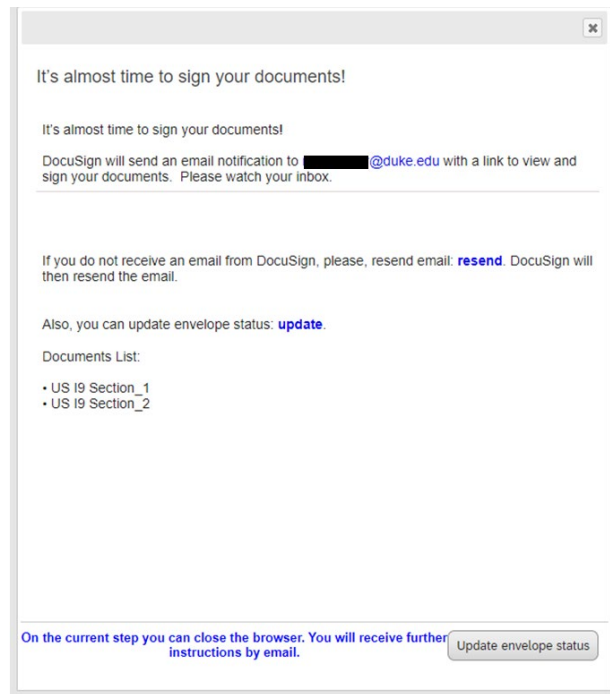 It's almost time to sign your documents!
It's almost time to sign your documents!
DocuSign will send an email notification to @duke.edu with a link to view and
sign your documents. Please watch your inbox.
If you do not receive an email from DocuSign, please, resend email: resend. DocuSign will
then resend the email.
Also, you can update envelope status: update.
Documents List:
• US I9 Section_1
• US I9 Section_2
On the current step you can close the browser. You will receive further
instructions by email.
Update envelope status